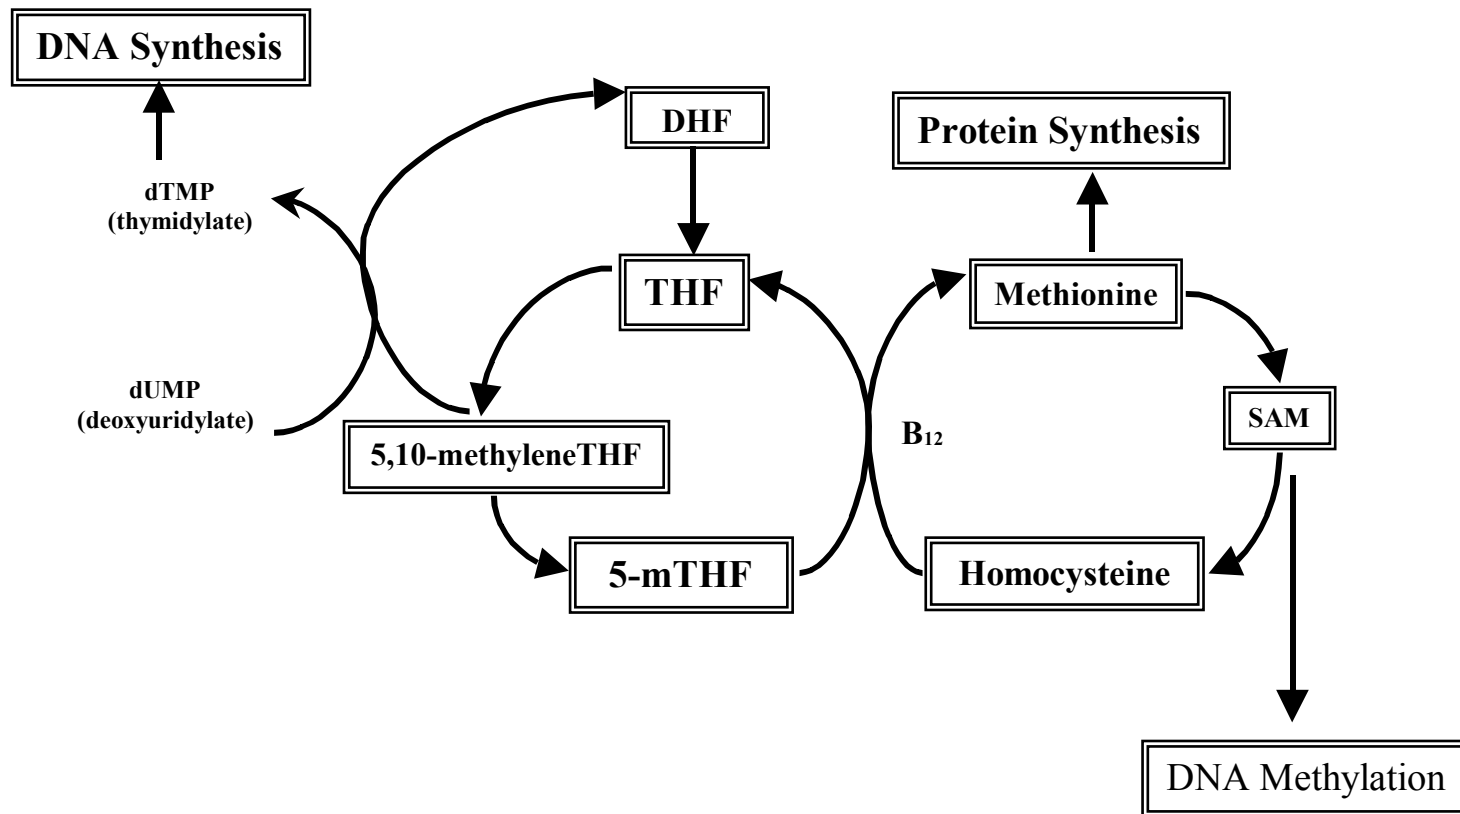 DNA Synthesis
DHF
Protein Synthesis
dTMP
(thymidylate)
THF
Methionine
dUMP
(deoxyuridylate)
SAM
B₁₂
5,10-methyleneTHF
5-mTHF
Homocysteine
DNA Methylation